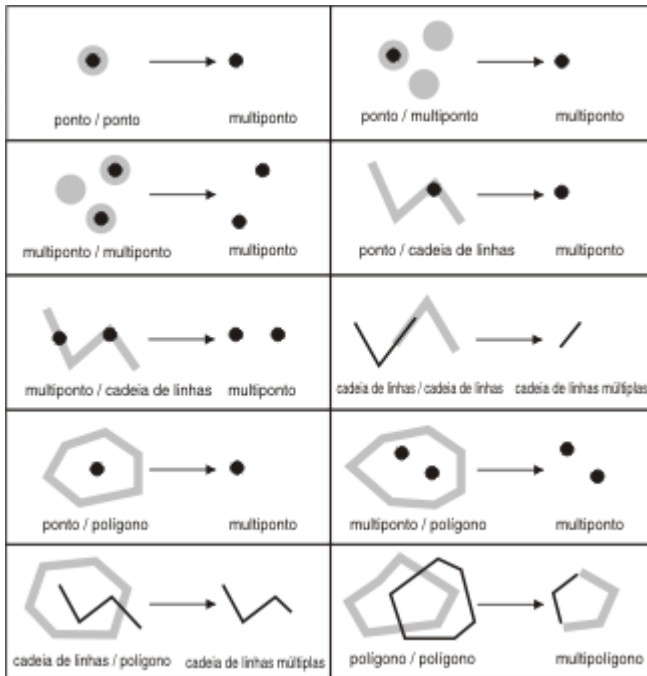 ponto / ponto
multiponto
ponto / multiponto
multiponto
multiponto / multiponto
multiponto
ponto / cadeia de linhas
multiponto
multiponto / cadeia de linhas
multiponto
cadeia de linhas / cadeia de linhas
cadeia de linhas múltiplas
ponto / polígono
multiponto
multiponto / polígono
multiponto
cadeia de linhas / polígono
cadeia de linhas múltiplas
polígono / polígono
multipolígono